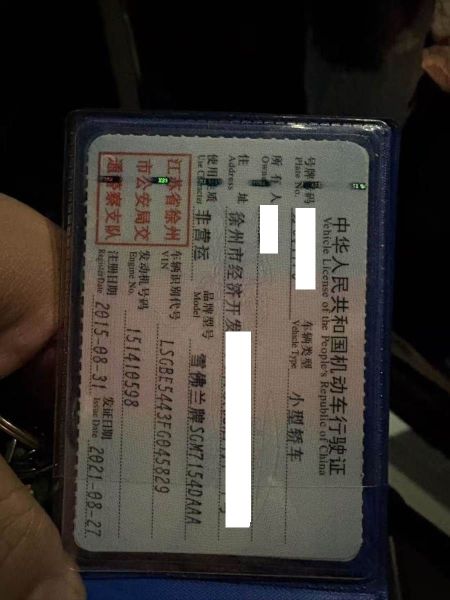 中华人民共和国机动车行驶证
Vehicle License of the People's Republic of China
号牌号码 车辆类型 小型轿车
Plate No. Vehicle Type
所有人
Owner
住址 徐州市经济开发
Address
使用性质 非营运 品牌型号 雪佛兰牌SGM7154DAAA
Use Character Model
江苏省徐州
市公安局交
通警察支队
车辆识别代号 LSGBE5443FG045829
VIN
发动机号码 151410598
Engine No.
注册日期 2015-08-31 发证日期 2021-08-27
Register Date Issue Date